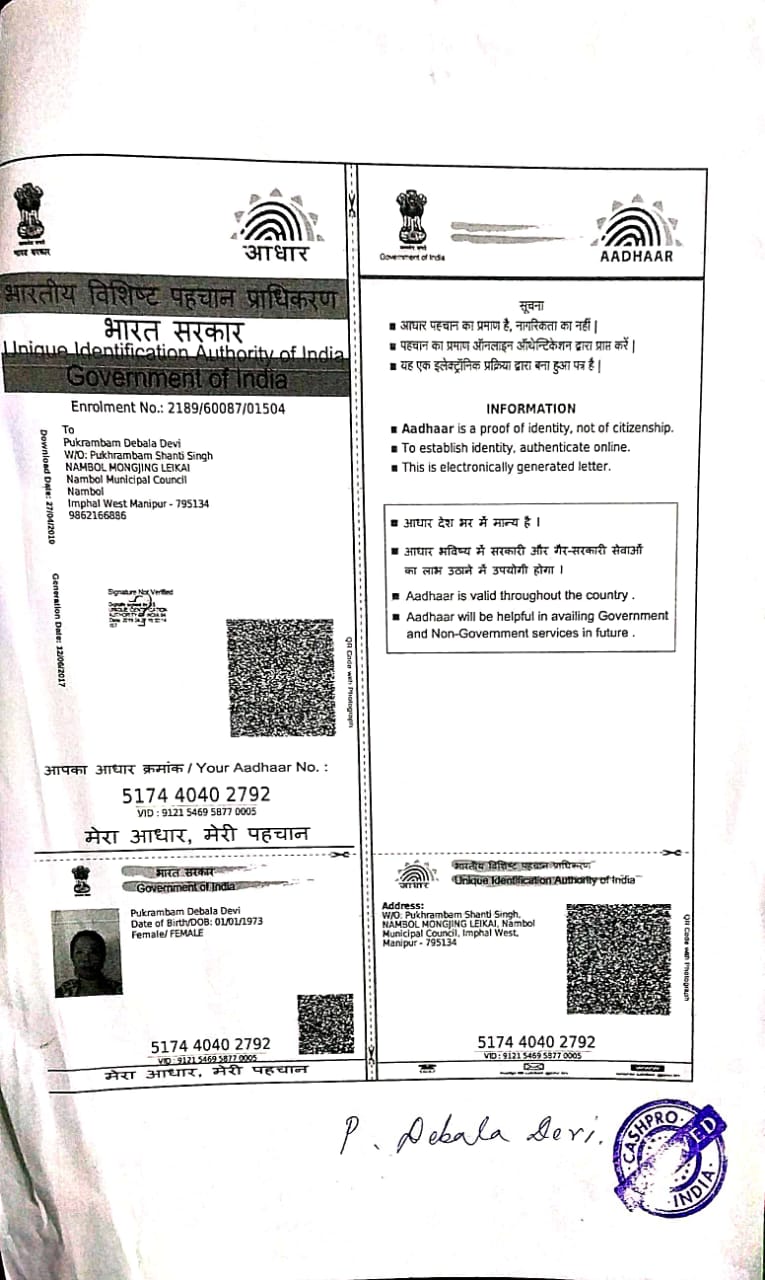 भारत सरकार
आधार
भारतीय विशिष्ट पहचान प्राधिकरण
भारत सरकार
Unique Identification Authority of India
Government of India
Enrolment No.: 2189/60087/01504
To
Pukrambam Debala Devi
W/O: Pukhrambam Shanti Singh
NAMBOL MONGJING LEIKAI
Nambol Municipal Council
Nambol
Imphal West Manipur - 795134
9862166886
Download Date: 27/04/2019
Generation Date: 12/06/2017
Signature Not Verified
QR Code with Photograph
आपका आधार क्रमांक / Your Aadhaar No. :
5174 4040 2792
VID : 9121 5469 5877 0005
मेरा आधार, मेरी पहचान
Government of India
AADHAAR
सूचना
■ आधार पहचान का प्रमाण है, नागरिकता का नहीं |
■ पहचान का प्रमाण ऑनलाइन ऑथेन्टिकेशन द्वारा प्राप्त करें |
■ यह एक इलेक्ट्रॉनिक प्रक्रिया द्वारा बना हुआ पत्र है |
INFORMATION
■ Aadhaar is a proof of identity, not of citizenship.
■ To establish identity, authenticate online.
■ This is electronically generated letter.
■ आधार देश भर में मान्य है ।
■ आधार भविष्य में सरकारी और गैर-सरकारी सेवाओं
का लाभ उठाने में उपयोगी होगा ।
■ Aadhaar is valid throughout the country .
■ Aadhaar will be helpful in availing Government
and Non-Government services in future .
भारत सरकार
Government of India
Pukrambam Debala Devi
Date of Birth/DOB: 01/01/1973
Female/ FEMALE
5174 4040 2792
VID : 9121 5469 5877 0005
मेरा आधार, मेरी पहचान
आधार
भारतीय विशिष्ट पहचान प्राधिकरण
Unique Identification Authority of India
Address:
W/O: Pukhrambam Shanti Singh,
NAMBOL MONGJING LEIKAI, Nambol
Municipal Council, Imphal West,
Manipur - 795134
QR Code with Photograph
5174 4040 2792
VID : 9121 5469 5877 0005
P. Debala Devi.
CASHPRO
ED
INDIA